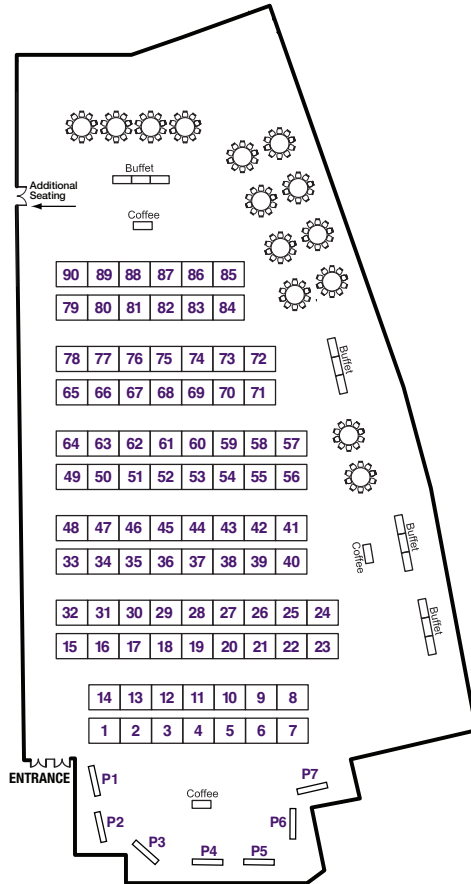 Buffet
Additional
Seating
Coffee
90 89 88 87 86 85
79 80 81 82 83 84
Buffet
78 77 76 75 74 73 72
65 66 67 68 69 70 71
64 63 62 61 60 59 58 57
49 50 51 52 53 54 55 56
48 47 46 45 44 43 42 41
Buffet
Coffee
33 34 35 36 37 38 39 40
32 31 30 29 28 27 26 25 24
Buffet
15 16 17 18 19 20 21 22 23
14 13 12 11 10 9 8
1 2 3 4 5 6 7
ENTRANCE
P1
P7
Coffee
P2
P6
P3
P4
P5